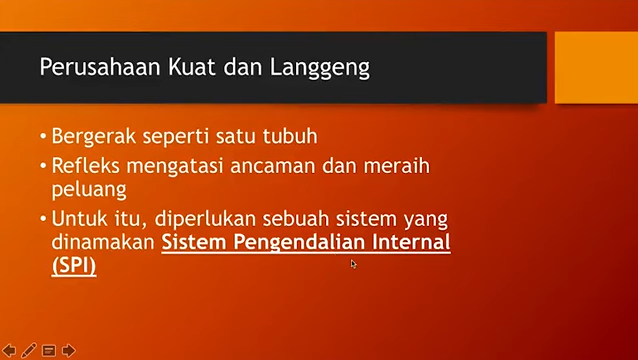 Perusahaan Kuat dan Langgeng
• Bergerak seperti satu tubuh
• Refleks mengatasi ancaman dan meraih
peluang
• Untuk itu, diperlukan sebuah sistem yang
dinamakan Sistem Pengendalian Internal
(SPI)